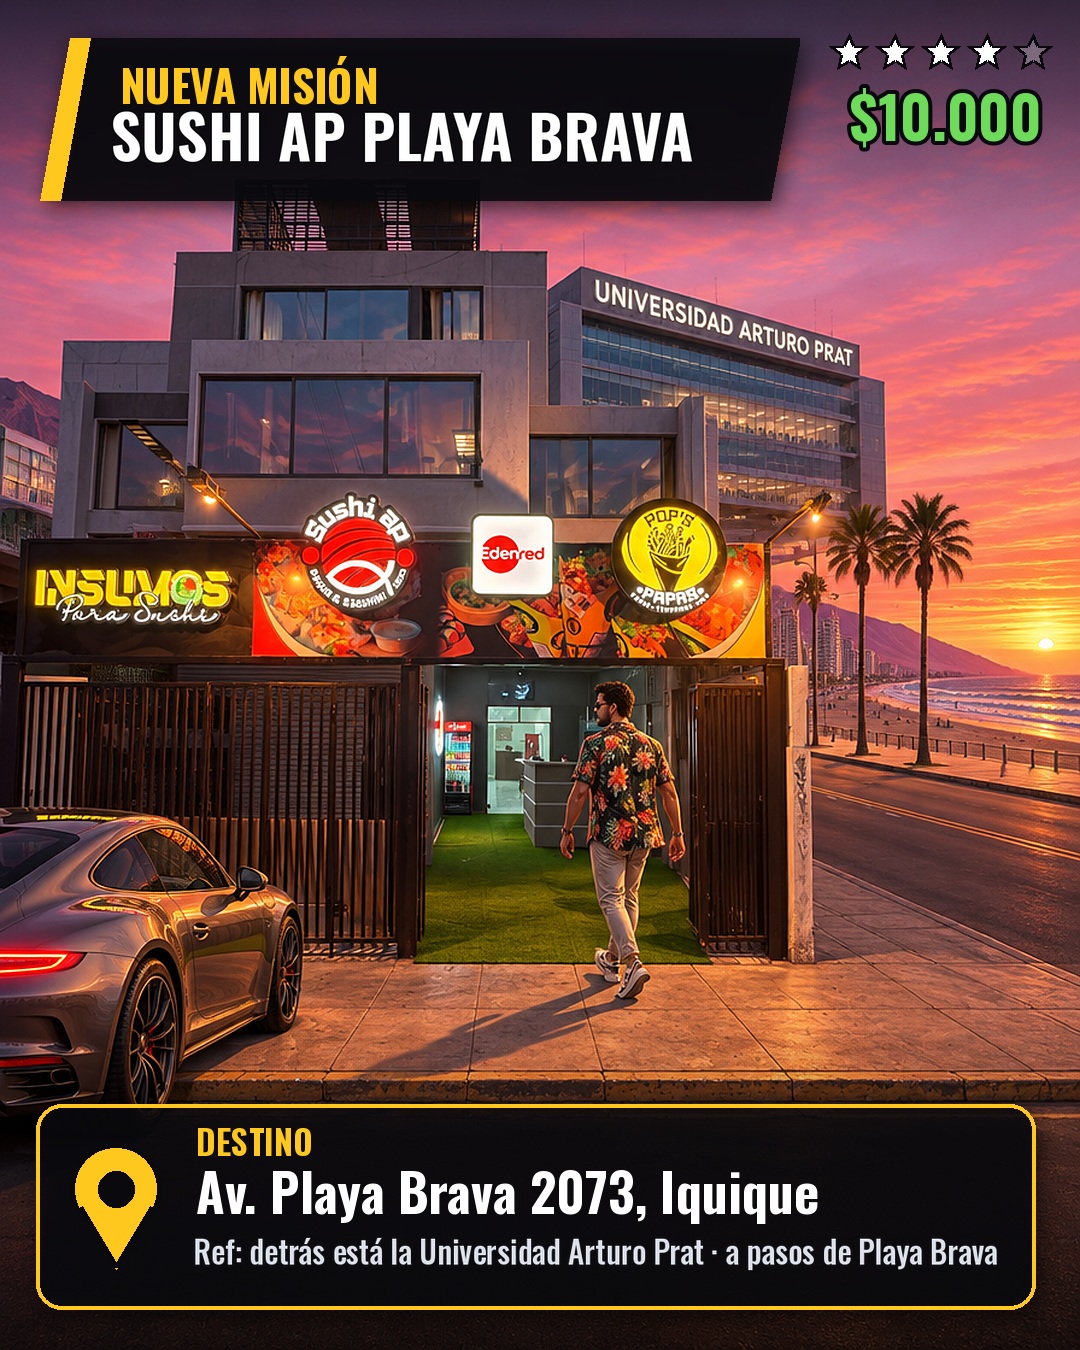 NUEVA MISIÓN
SUSHI AP PLAYA BRAVA
$10.000
UNIVERSIDAD ARTURO PRAT
Sushi ap
INSUMOS
Para Sushi
Edenred
POP'S
PAPAS
DESTINO
Av. Playa Brava 2073, Iquique
Ref: detrás está la Universidad Arturo Prat · a pasos de Playa Brava